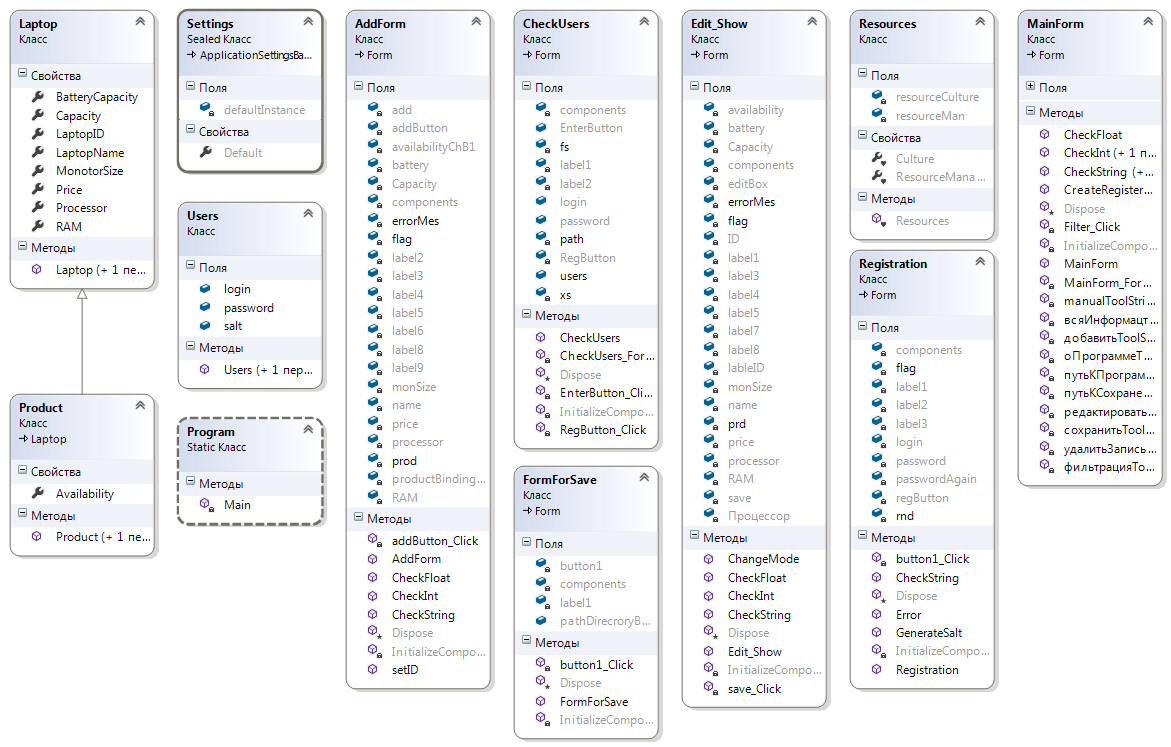 Laptop
Класс
Свойства
BatteryCapacity
Capacity
LaptopID
LaptopName
MonotorSize
Price
Processor
RAM
Методы
Laptop (+ 1 пе...
Product
Класс
Laptop
Свойства
Availability
Методы
Product (+ 1 пе...
Settings
Sealed Класс
ApplicationSettingsBa...
Поля
defaultInstance
Свойства
Default
Users
Класс
Поля
login
password
salt
Методы
Users (+ 1 пер...
Program
Static Класс
Методы
Main
AddForm
Класс
Form
Поля
add
addButton
availabilityChB1
battery
Capacity
components
errorMes
flag
label2
label3
label4
label5
label6
label8
label9
monSize
name
price
processor
prod
productBinding...
RAM
Методы
addButton_Click
AddForm
CheckFloat
CheckInt
CheckString
Dispose
InitializeCompo...
setID
CheckUsers
Класс
Form
Поля
components
EnterButton
fs
label1
label2
login
password
path
RegButton
users
xs
Методы
CheckUsers
CheckUsers_For...
Dispose
EnterButton_Cli...
InitializeCompo...
RegButton_Click
FormForSave
Класс
Form
Поля
button1
components
label1
pathDirecroryB...
Методы
button1_Click
Dispose
FormForSave
InitializeCompo...
Edit_Show
Класс
Form
Поля
availability
battery
Capacity
components
editBox
errorMes
flag
ID
label1
label3
label4
label5
label7
label8
lableID
monSize
name
prd
price
processor
RAM
save
Процессор
Методы
ChangeMode
CheckFloat
CheckInt
CheckString
Dispose
Edit_Show
InitializeCompo...
save_Click
Resources
Класс
Поля
resourceCulture
resourceMan
Свойства
Culture
ResourceMana...
Методы
Resources
Registration
Класс
Form
Поля
components
flag
label1
label2
label3
login
password
passwordAgain
regButton
rnd
Методы
button1_Click
CheckString
Dispose
Error
GenerateSalt
InitializeCompo...
Registration
MainForm
Класс
Form
Поля
Методы
CheckFloat
CheckInt (+ 1 п...
CheckString (+...
CreateRegister...
Dispose
Filter_Click
InitializeCompo...
MainForm
MainForm_For...
manualToolStri...
всяИнформацт...
добавитьToolS...
оПрограммеT...
путьКПрограм...
путьКСохране...
редактировать...
сохранитьTool...
удалитьЗапись...
фильтрацияTo...